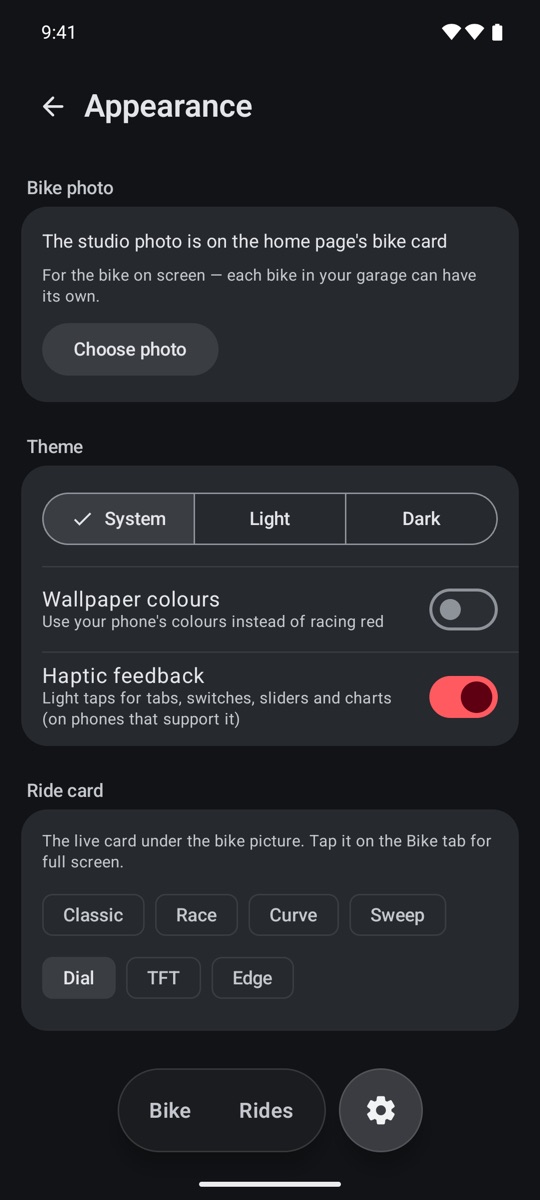 9:41
Appearance
Bike photo
The studio photo is on the home page's bike card
For the bike on screen — each bike in your garage can have
its own.
Choose photo
Theme
System
Light
Dark
Wallpaper colours
Use your phone's colours instead of racing red
Haptic feedback
Light taps for tabs, switches, sliders and charts
(on phones that support it)
Ride card
The live card under the bike picture. Tap it on the Bike tab for
full screen.
Classic
Race
Curve
Sweep
Dial
TFT
Edge
Bike
Rides